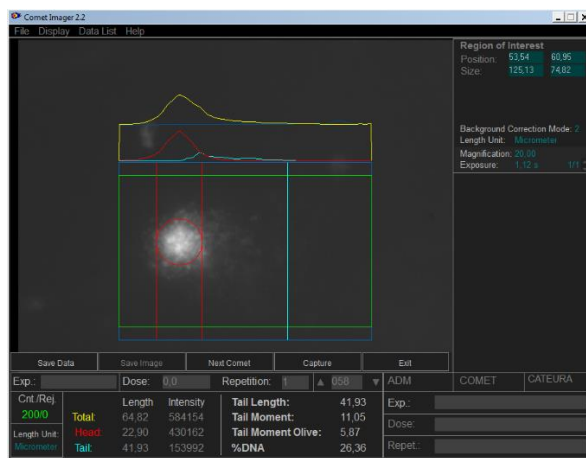 Comet Imager 2.2
File Display Data List Help
Region of Interest
Position: 53,54 60,95
Size: 125,13 74,82
Background Correction Mode: 2
Length Unit: Micrometer
Magnification: 20,00
Exposure: 1,12 s 1/1
Save Data Save Image Next Comet Capture Exit
Exp.: Dose: 0,0 Repetition: 1 058 ADM COMET CATEURA
Cnt./Rej. Length Intensity Tail Length: 41,93 Exp.:
200/0 Total: 64,82 584154 Tail Moment: 11,05
Head: 22,90 430162 Tail Moment Olive: 5,87 Dose:
Length Unit: Micrometer Tail: 41,93 153992 %DNA 26,36 Repet.: